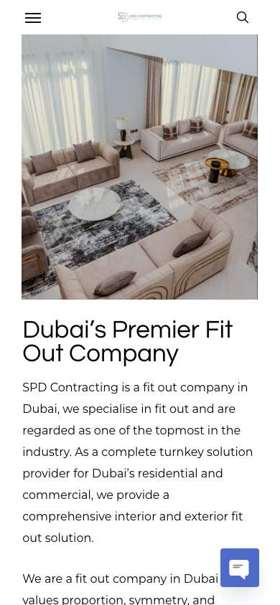 SPD CONTRACTING
Dubai's Premier Fit
Out Company
SPD Contracting is a fit out company in
Dubai, we specialise in fit out and are
regarded as one of the topmost in the
industry. As a complete turnkey solution
provider for Dubai's residential and
commercial, we provide a
comprehensive interior and exterior fit
out solution.
We are a fit out company in Dubai
values proportion, symmetry, and